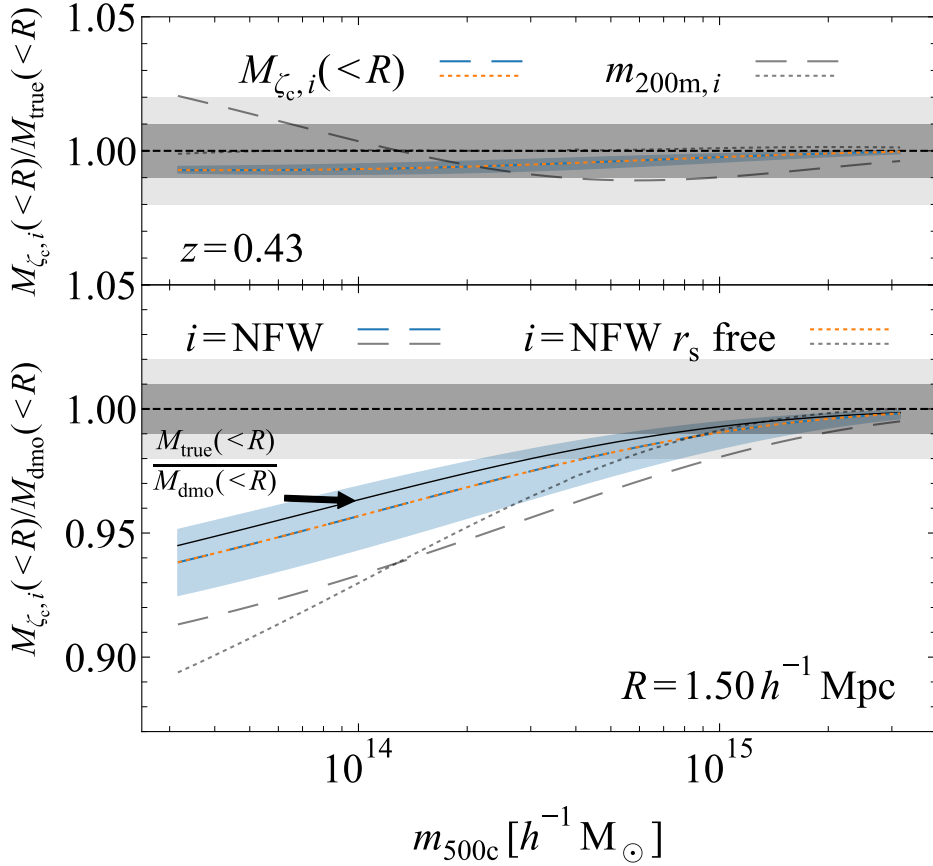 1.05
M_{ζ_c, i}(<R)    m_{200m, i}
1.00
z = 0.43
M_{ζ_c, i}(<R)/M_true(<R)
1.05
i = NFW    i = NFW r_s free
1.00
M_true(<R)
M_dmo(<R)
0.95
0.90
M_{ζ_c, i}(<R)/M_dmo(<R)
R = 1.50 h^{-1} Mpc
10^{14}    10^{15}
m_{500c} [h^{-1} M_⊙]